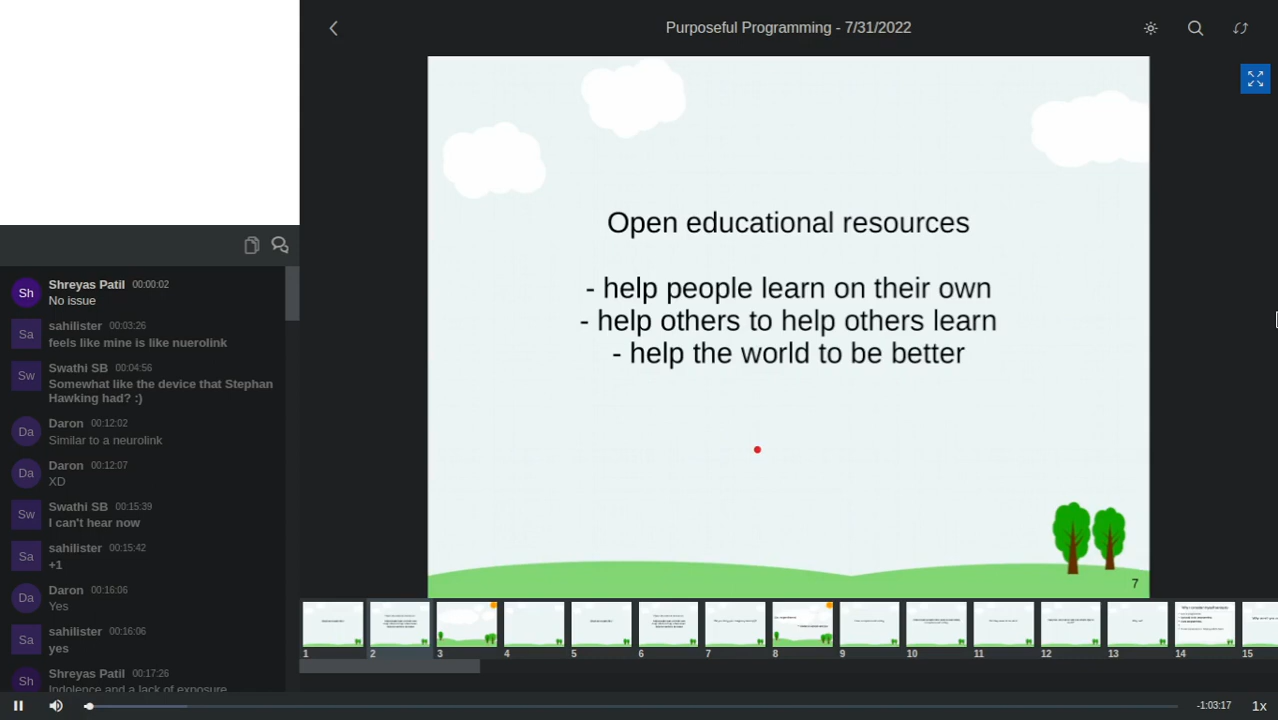 Purposeful Programming - 7/31/2022
Open educational resources
- help people learn on their own
- help others to help others learn
- help the world to be better
7
Sh
Shreyas Patil 00:00:02
No issue
Sa
sahilister 00:03:26
feels like mine is like nuerolink
Sw
Swathi SB 00:04:56
Somewhat like the device that Stephan
Hawking had? :)
Da
Daron 00:12:02
Similar to a neurolink
Da
Daron 00:12:07
XD
Sw
Swathi SB 00:15:39
I can't hear now
Sa
sahilister 00:15:42
+1
Da
Daron 00:16:06
Yes
Sa
sahilister 00:16:06
yes
Sh
Shreyas Patil 00:17:26
Indolence and a lack of exposure
1 2 3 4 5 6 7 8 9 10 11 12 13 14 15
-1:03:17 1x